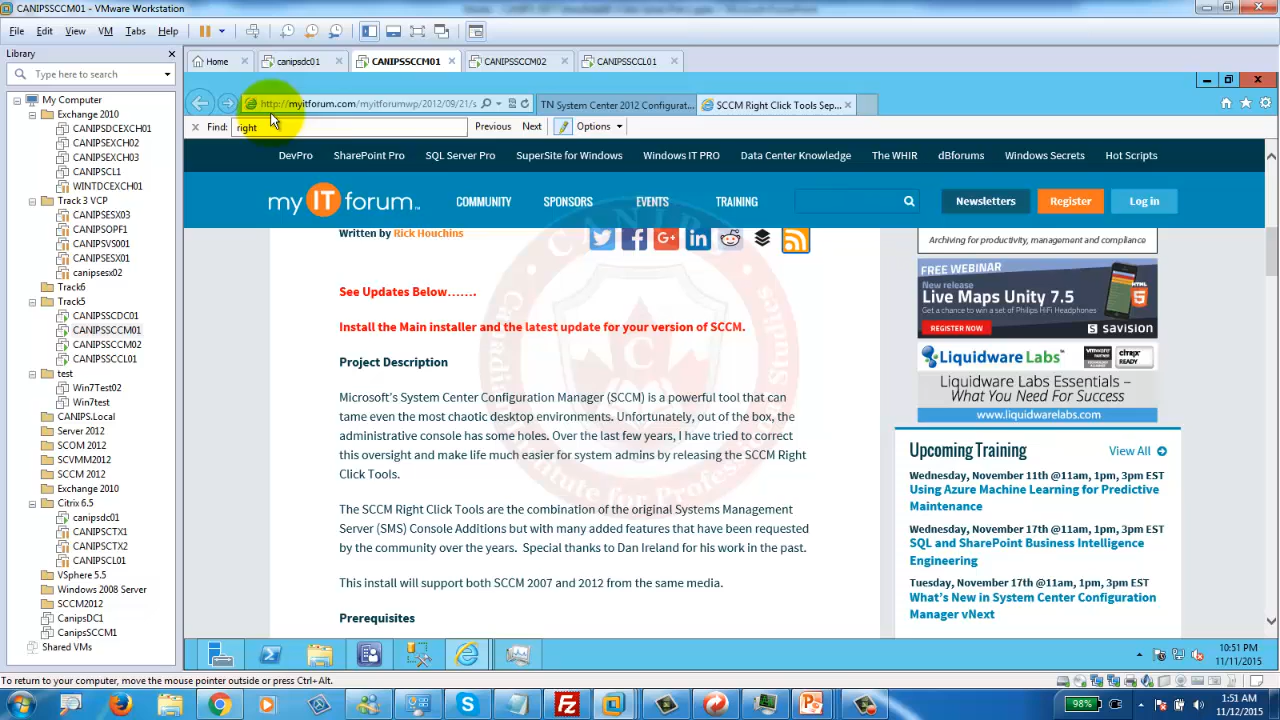 CANIPSSCCM01 - VMware Workstation
File Edit View VM Tabs Help
Library
Type here to search
My Computer
Exchange 2010
CANIPSDCEXCH01
CANIPSEXCH02
CANIPSEXCH03
CANIPSCL1
WINTDCEXCH01
Track 3 VCP
CANIPSESX03
CANIPSOPF1
CANIPSVS001
CANIPSESX01
canipsesx02
Track6
Track5
CANIPSSCDC01
CANIPSSCCM01
CANIPSSCCM02
CANIPSSCCL01
test
Win7Test02
Win7test
CANIPS.Local
Server 2012
SCOM 2012
SCVMM2012
SCCM 2012
Exchange 2010
Citrix 6.5
canipsdc01
CANIPSCTX1
CANIPSCTX2
CANIPSCL01
VSphere 5.5
Windows 2008 Server
SCCM2012
CanipsDC1
CanipsSCCM1
Shared VMs
Home canipsdc01 CANIPSSCCM01 CANIPSSCCM02 CANIPSSCCL01
http://myitforum.com/myitforumwp/2012/09/21/s TN System Center 2012 Configurat... SCCM Right Click Tools Sep...
Find: right Previous Next Options
DevPro SharePoint Pro SQL Server Pro SuperSite for Windows Windows IT PRO Data Center Knowledge The WHIR dBforums Windows Secrets Hot Scripts
my IT forum COMMUNITY SPONSORS EVENTS TRAINING Newsletters Register Log in
Written by Rick Houchins
See Updates Below.......
Install the Main installer and the latest update for your version of SCCM.
Project Description
Microsoft's System Center Configuration Manager (SCCM) is a powerful tool that can
tame even the most chaotic desktop environments. Unfortunately, out of the box, the
administrative console has some holes. Over the last few years, I have tried to correct
this oversight and make life much easier for system admins by releasing the SCCM Right
Click Tools.
The SCCM Right Click Tools are the combination of the original Systems Management
Server (SMS) Console Additions but with many added features that have been requested
by the community over the years. Special thanks to Dan Ireland for his work in the past.
This install will support both SCCM 2007 and 2012 from the same media.
Prerequisites
Archiving for productivity, management and compliance
FREE WEBINAR
New release
Live Maps Unity 7.5
Get a chance to win a set of Philips HiFi Headphones
REGISTER NOW savision
Liquidware Labs
vmware READY CITRIX READY
Liquidware Labs Essentials –
What You Need For Success
www.liquidwarelabs.com
Upcoming Training View All
Wednesday, November 11th @11am, 1pm, 3pm EST
Using Azure Machine Learning for Predictive
Maintenance
Wednesday, November 17th @11am, 1pm, 3pm EST
SQL and SharePoint Business Intelligence
Engineering
Tuesday, November 17th @11am, 1pm, 3pm EST
What's New in System Center Configuration
Manager vNext
10:51 PM
11/11/2015
To return to your computer, move the mouse pointer outside or press Ctrl+Alt.
98%
1:51 AM
11/12/2015